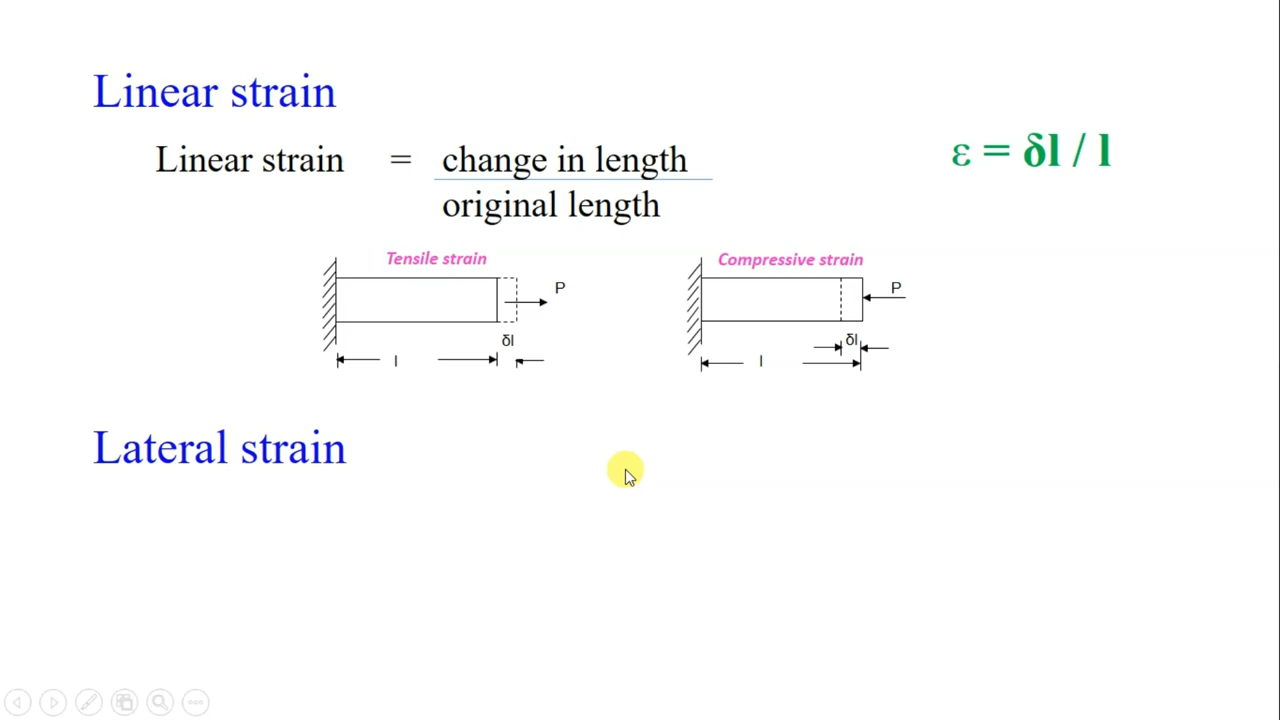 Linear strain
Linear strain = change in length
original length
ε = δl / l
Tensile strain
P
δl
l
Compressive strain
P
δl
l
Lateral strain